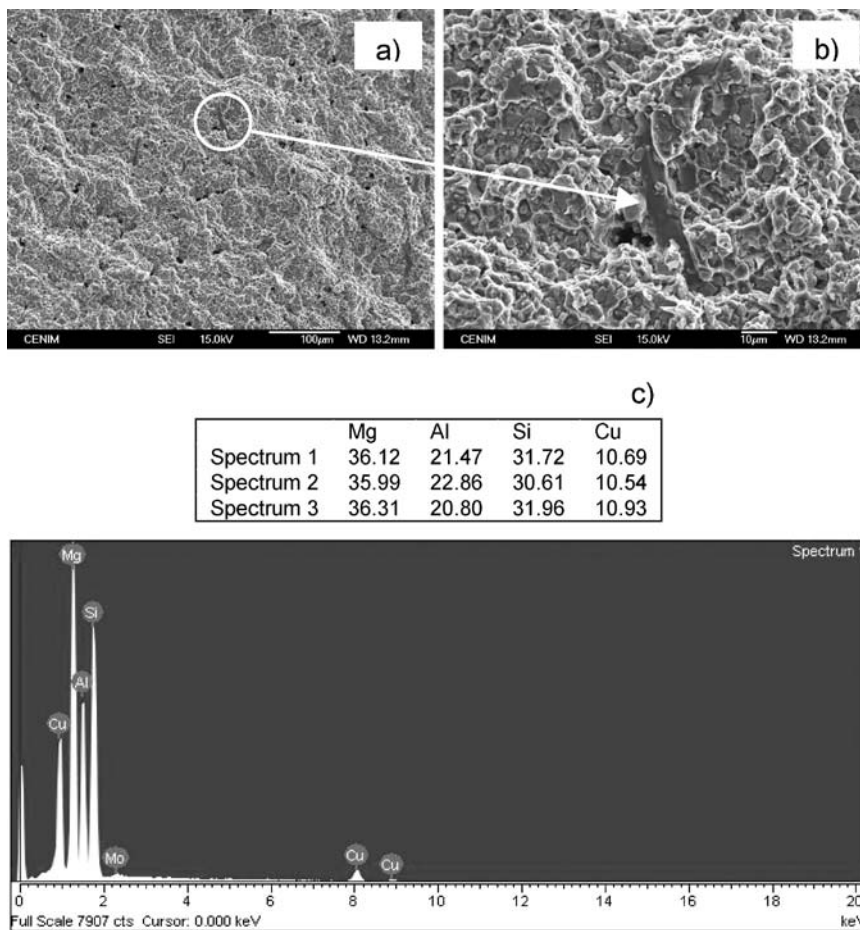 a)
b)
CENIM SEI 15.0kV 100µm WD 13.2mm
CENIM SEI 15.0kV 10µm WD 13.2mm
c)
Mg Al Si Cu
Spectrum 1 36.12 21.47 31.72 10.69
Spectrum 2 35.99 22.86 30.61 10.54
Spectrum 3 36.31 20.80 31.96 10.93
Spectrum
Mg
Si
Al
Cu
Mo
Cu
Cu
0 2 4 6 8 10 12 14 16 18 20
Full Scale 7907 cts Cursor: 0.000 keV
keV